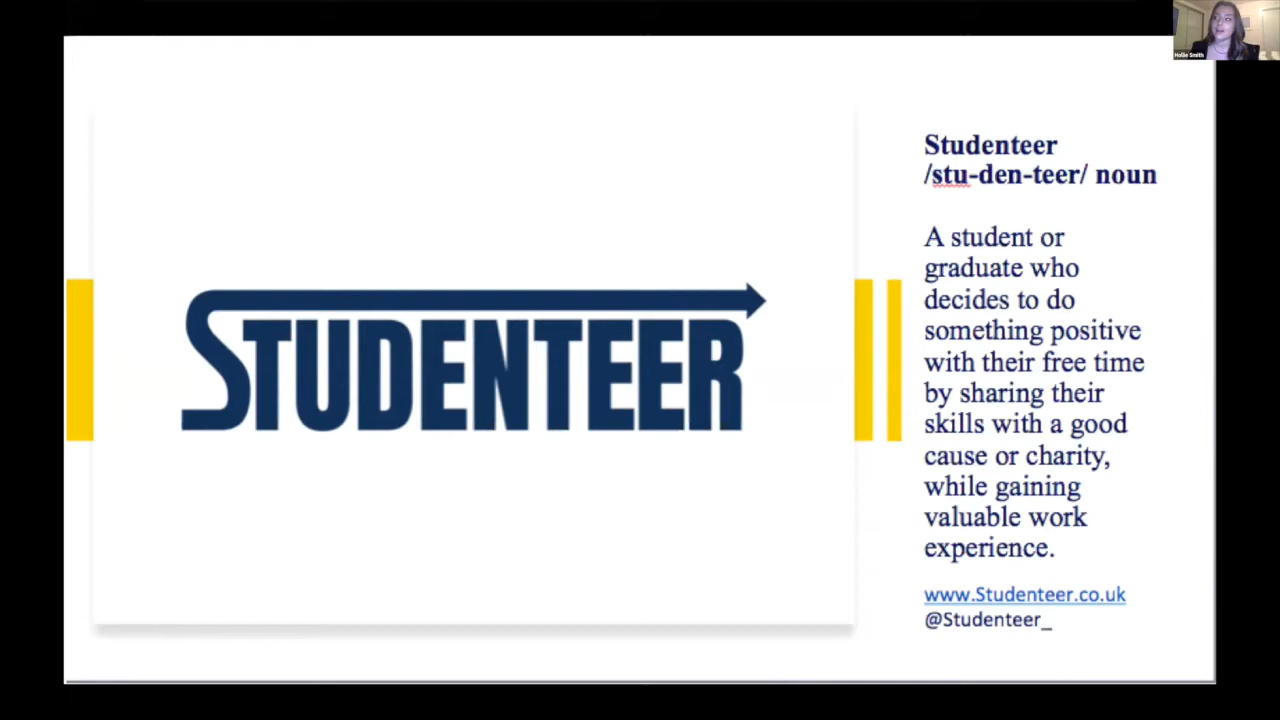 Hollie Smith
STUDENTEER
Studenteer
/stu-den-teer/ noun
A student or
graduate who
decides to do
something positive
with their free time
by sharing their
skills with a good
cause or charity,
while gaining
valuable work
experience.
www.Studenteer.co.uk
@Studenteer_